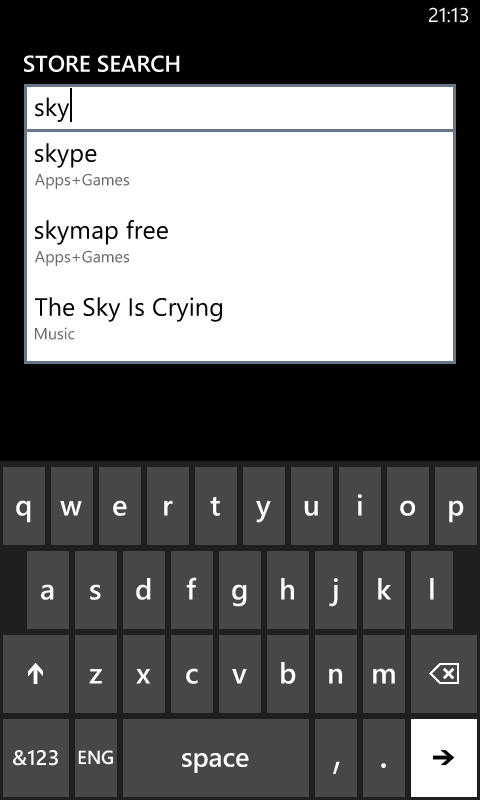 21:13
STORE SEARCH
sky
skype
Apps+Games
skymap free
Apps+Games
The Sky Is Crying
Music
q w e r t y u i o p
a s d f g h j k l
z x c v b n m
&123 ENG space , .